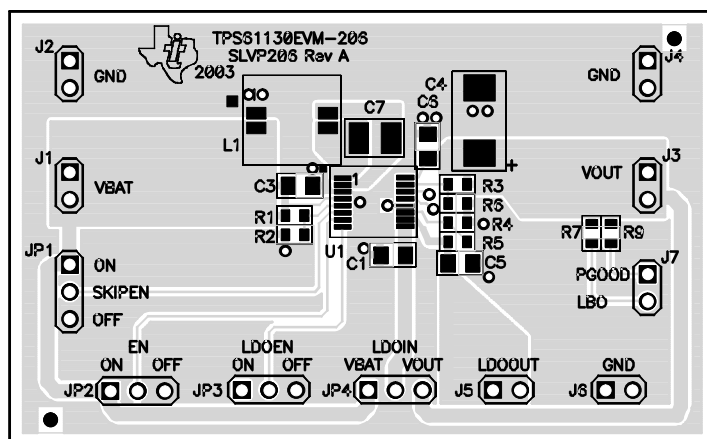 TPS61130EVM-206
SLVP206 Rev A
2003
J2
GND
J4
GND
L1
C7
C6
C4
+
J1
VBAT
J3
VOUT
C3
1
R1
R2
U1
C1
R3
R6
R4
R5
C5
R7
R9
JP1
ON
SKIPEN
OFF
J7
PGOOD
LBO
EN
ON OFF
JP2
LDOEN
ON OFF
JP3
LDOIN
VBAT VOUT
JP4
LDOOUT
J5
GND
J6